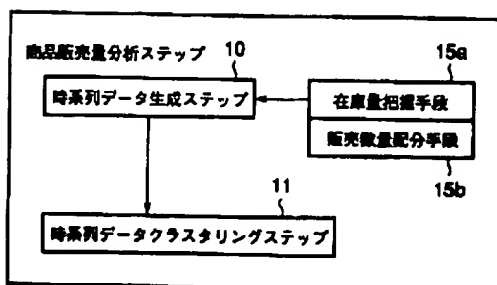 商品販売量分析ステップ
10
15a
時系列データ生成ステップ
在庫量把握手段
販売数量配分手段
15b
11
時系列データクラスタリングステップ